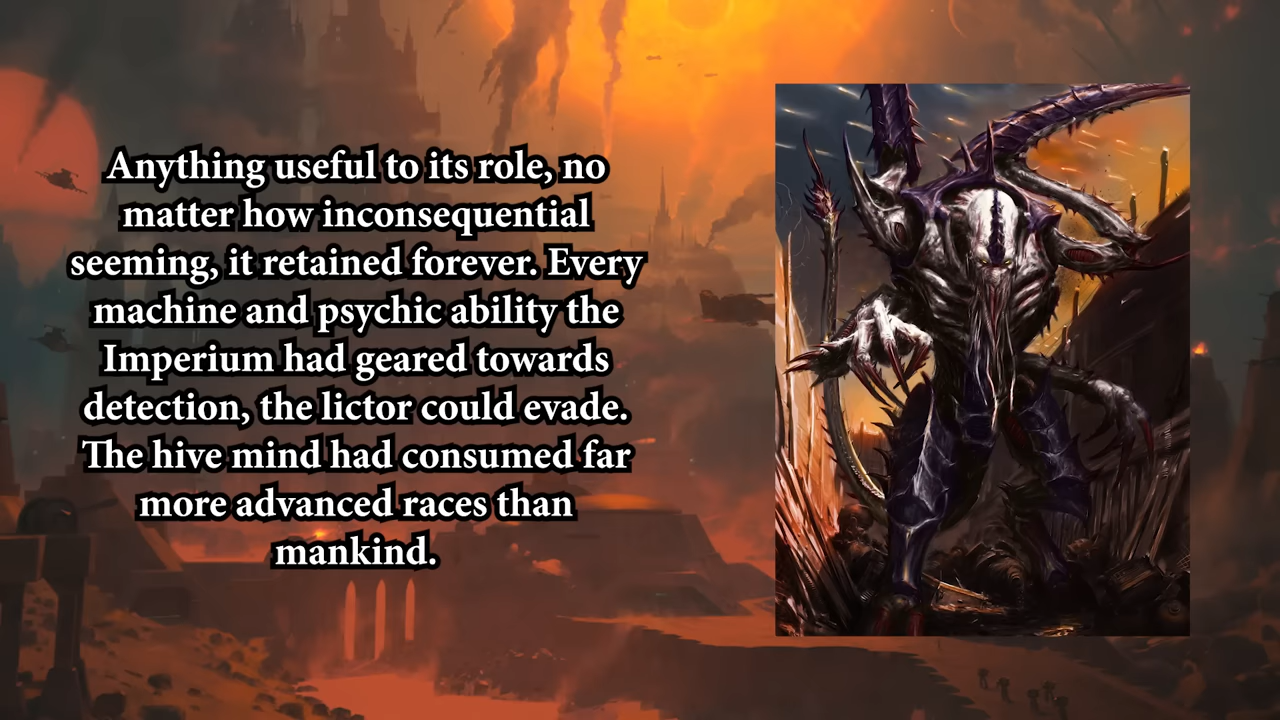 Anything useful to its role, no
matter how inconsequential
seeming, it retained forever. Every
machine and psychic ability the
Imperium had geared towards
detection, the lictor could evade.
The hive mind had consumed far
more advanced races than
mankind.